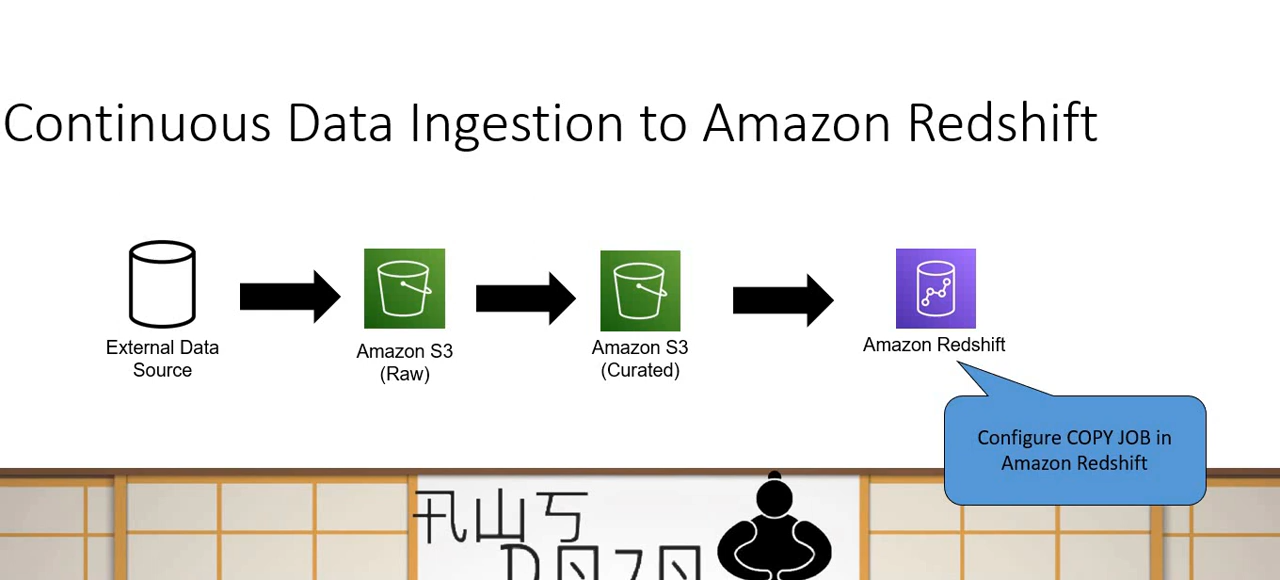 Continuous Data Ingestion to Amazon Redshift
External Data
Source
Amazon S3
(Raw)
Amazon S3
(Curated)
Amazon Redshift
Configure COPY JOB in
Amazon Redshift